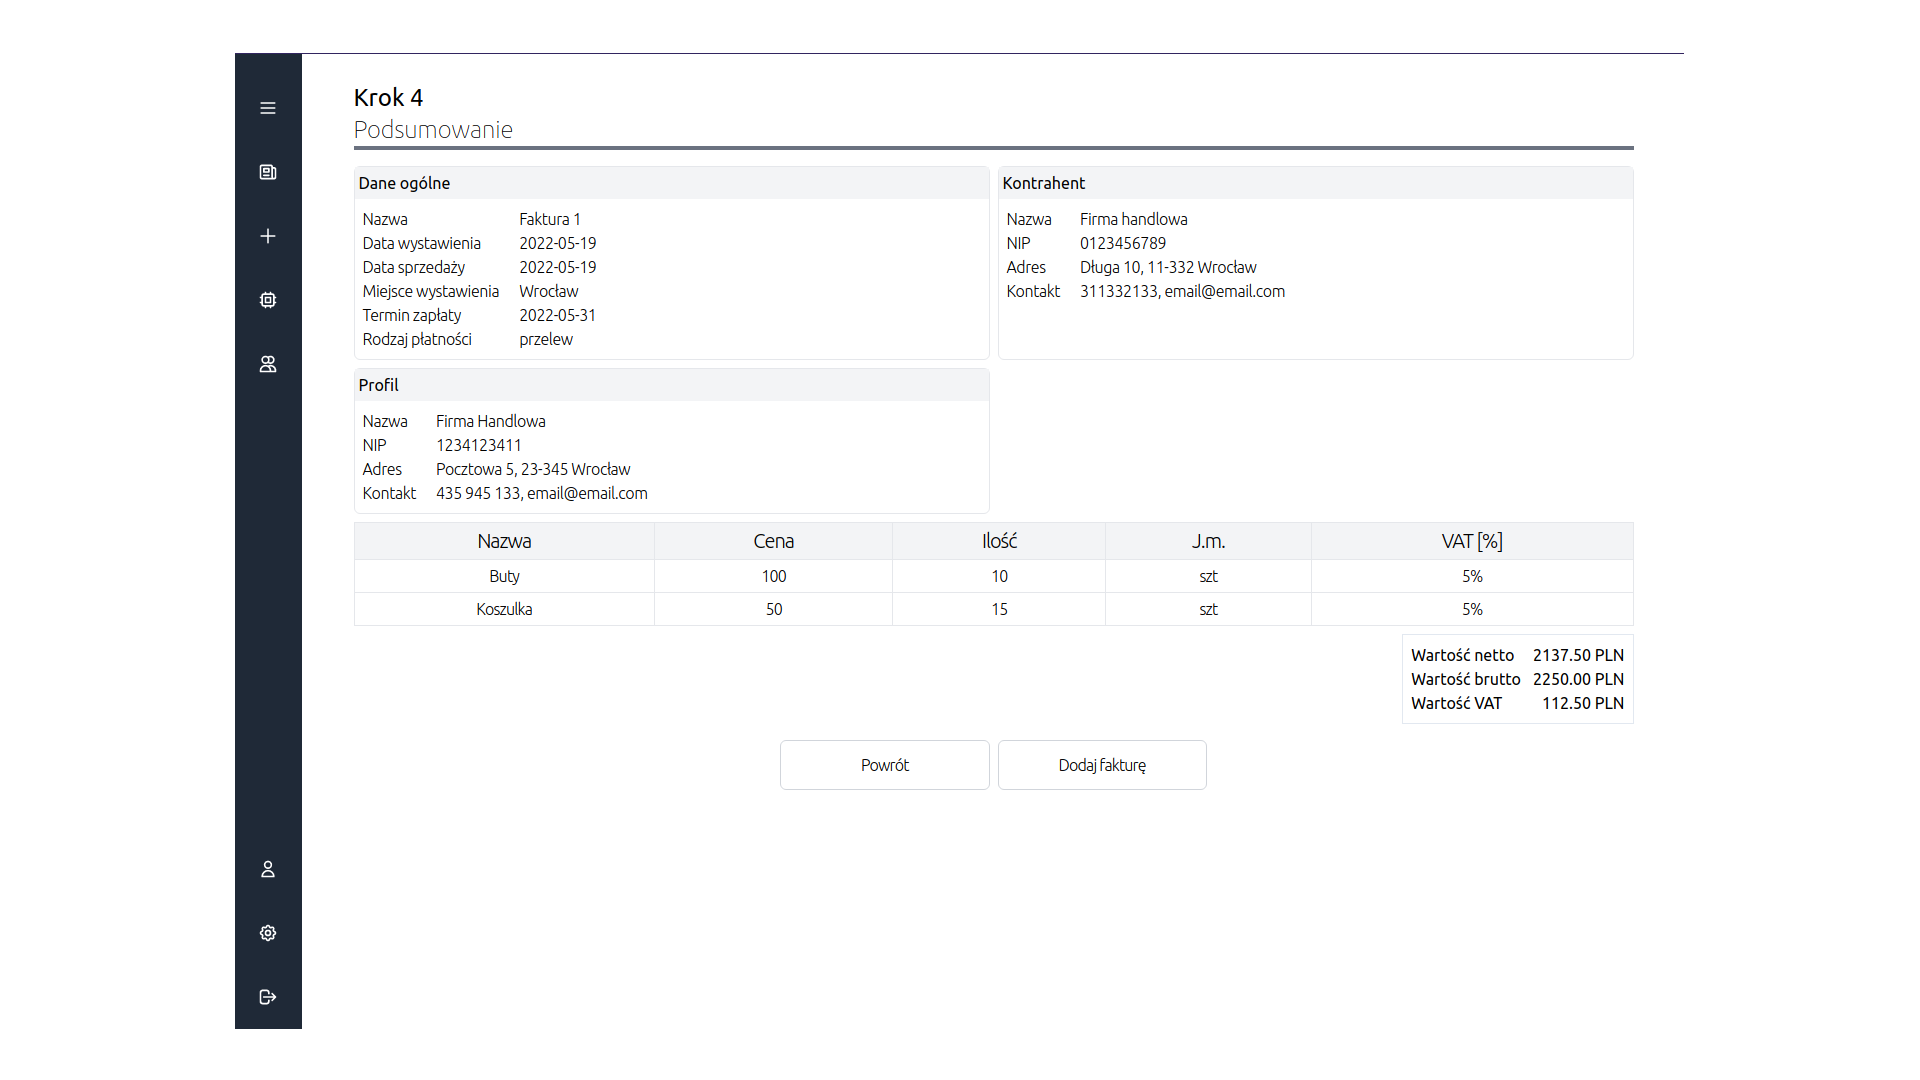 Krok 4
Podsumowanie
Dane ogólne
Nazwa Faktura 1
Data wystawienia 2022-05-19
Data sprzedaży 2022-05-19
Miejsce wystawienia Wrocław
Termin zapłaty 2022-05-31
Rodzaj płatności przelew
Kontrahent
Nazwa Firma handlowa
NIP 0123456789
Adres Długa 10, 11-332 Wrocław
Kontakt 311332133, email@email.com
Profil
Nazwa Firma Handlowa
NIP 1234123411
Adres Pocztowa 5, 23-345 Wrocław
Kontakt 435 945 133, email@email.com
Nazwa Cena Ilość J.m. VAT [%]
Buty 100 10 szt 5%
Koszulka 50 15 szt 5%
Wartość netto 2137.50 PLN
Wartość brutto 2250.00 PLN
Wartość VAT 112.50 PLN
Powrót Dodaj fakturę